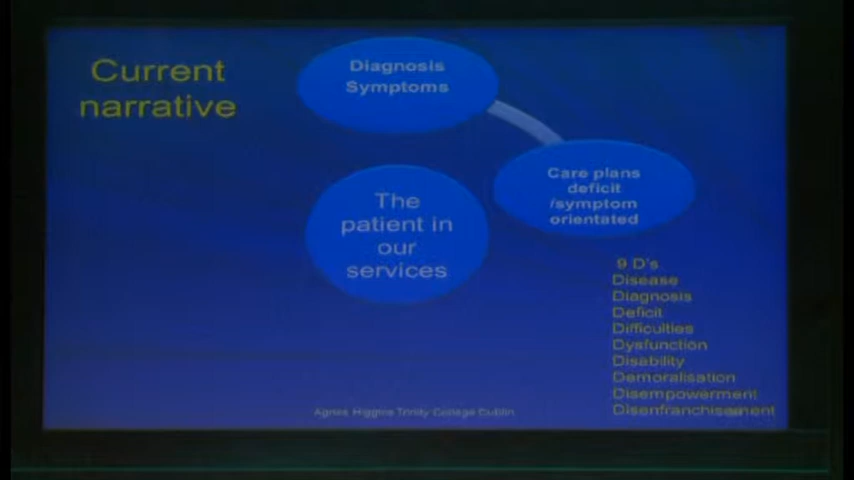 Current
narrative
Diagnosis
Symptoms
Care plans
deficit
/symptom
orientated
The
patient in
our
services
9 D's
Disease
Diagnosis
Deficit
Difficulties
Dysfunction
Disability
Demoralisation
Disempowerment
Disenfranchisement
Agnes Higgins Trinity College Dublin